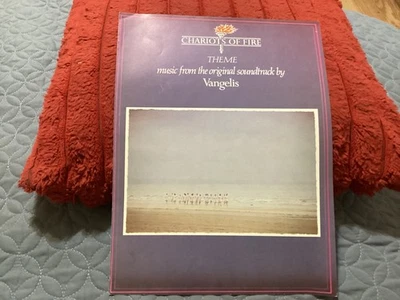 CHARIOTS OF FIRE
THEME
music from the original soundtrack by
Vangelis